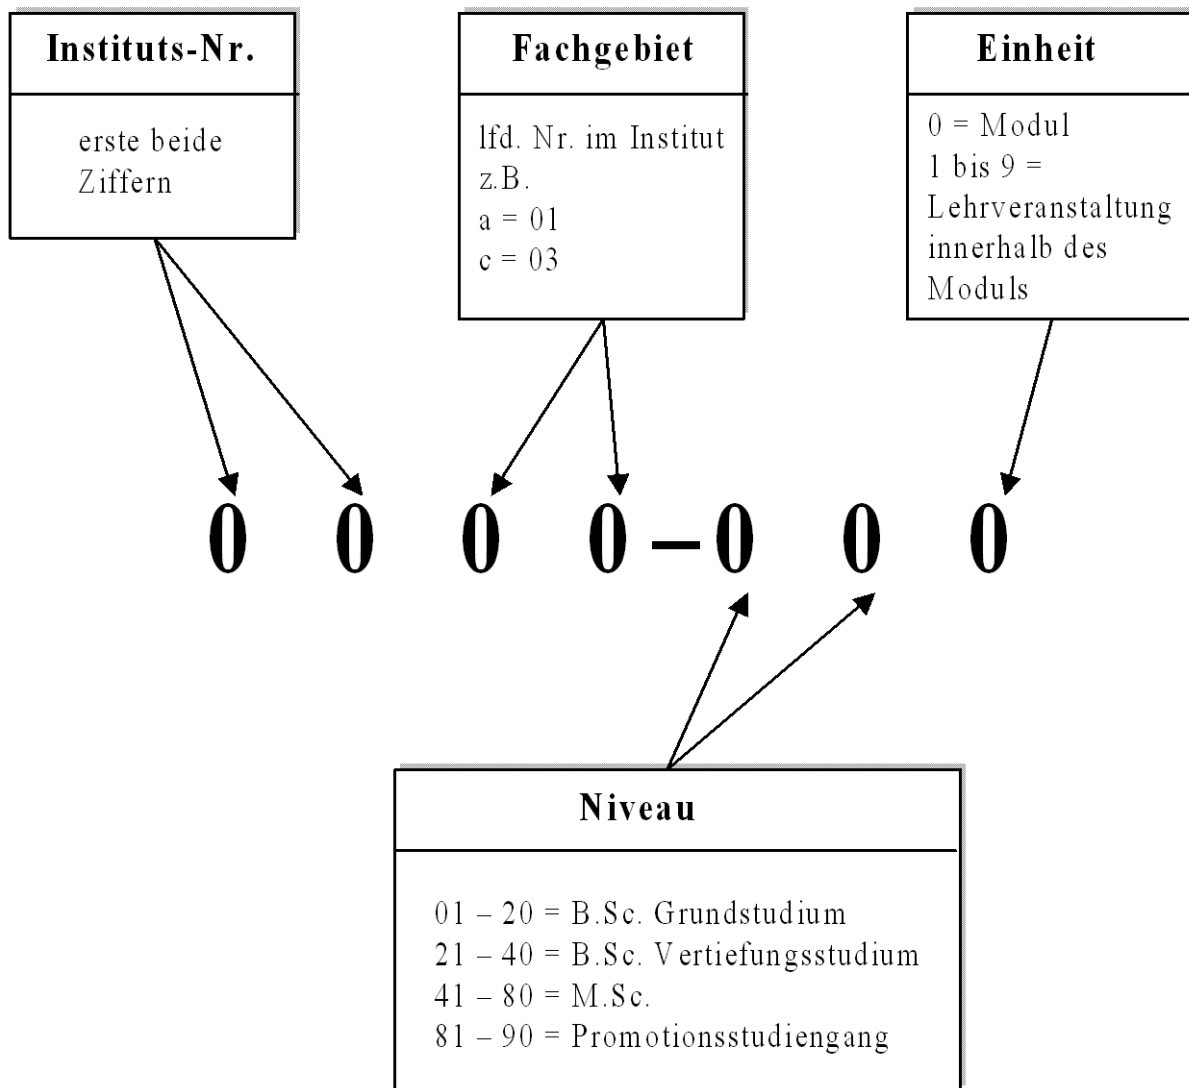 Instituts-Nr.
erste beide
Ziffern
Fachgebiet
lfd. Nr. im Institut
z.B.
a = 01
c = 03
Einheit
0 = Modul
1 bis 9 =
Lehrveranstaltung
innerhalb des
Moduls
0 0 0 0 – 0 0 0
Niveau
01 – 20 = B.Sc. Grundstudium
21 – 40 = B.Sc. Vertiefungsstudium
41 – 80 = M.Sc.
81 – 90 = Promotionsstudiengang